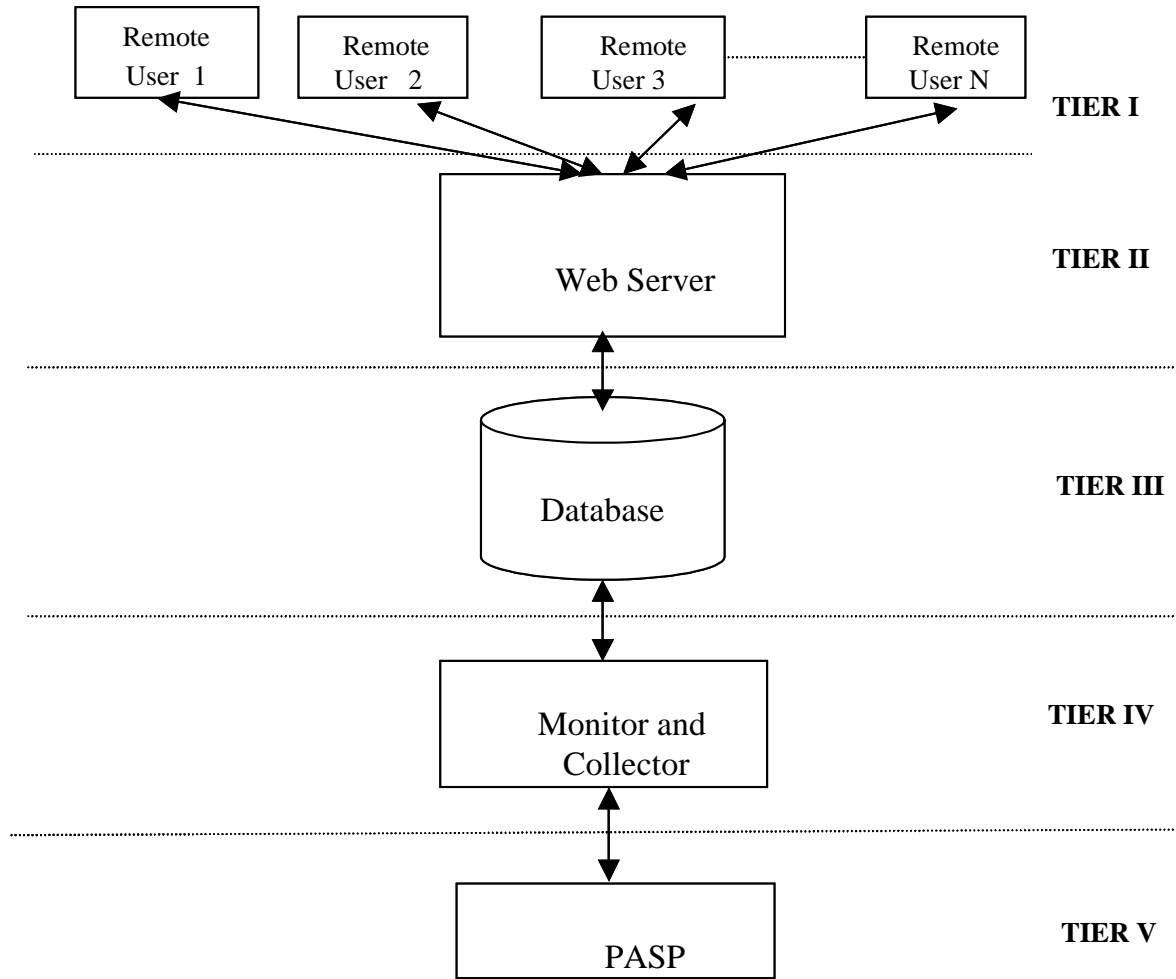 Remote
User 1
Remote
User 2
Remote
User 3
Remote
User N
TIER I
Web Server
TIER II
Database
TIER III
Monitor and
Collector
TIER IV
PASP
TIER V